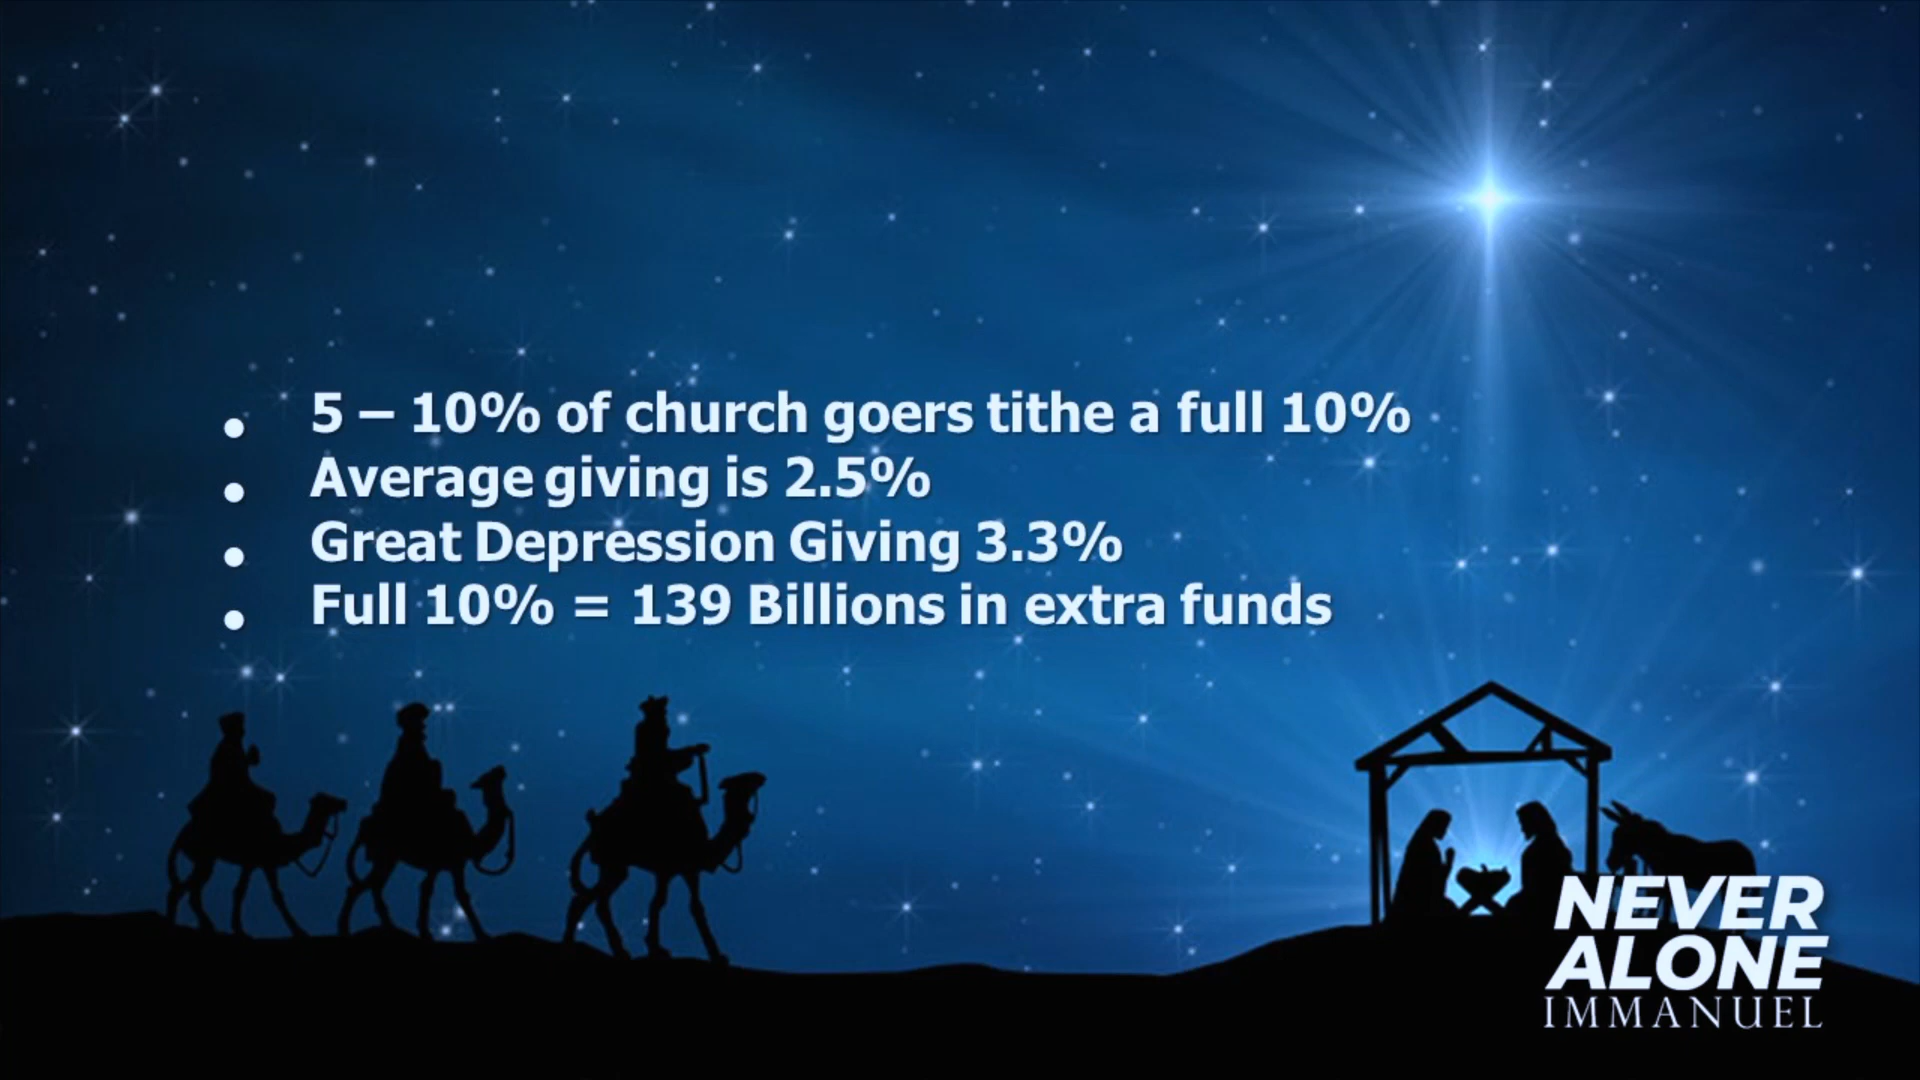 • 5 – 10% of church goers tithe a full 10%
• Average giving is 2.5%
• Great Depression Giving 3.3%
• Full 10% = 139 Billions in extra funds
NEVER
ALONE
IMMANUEL